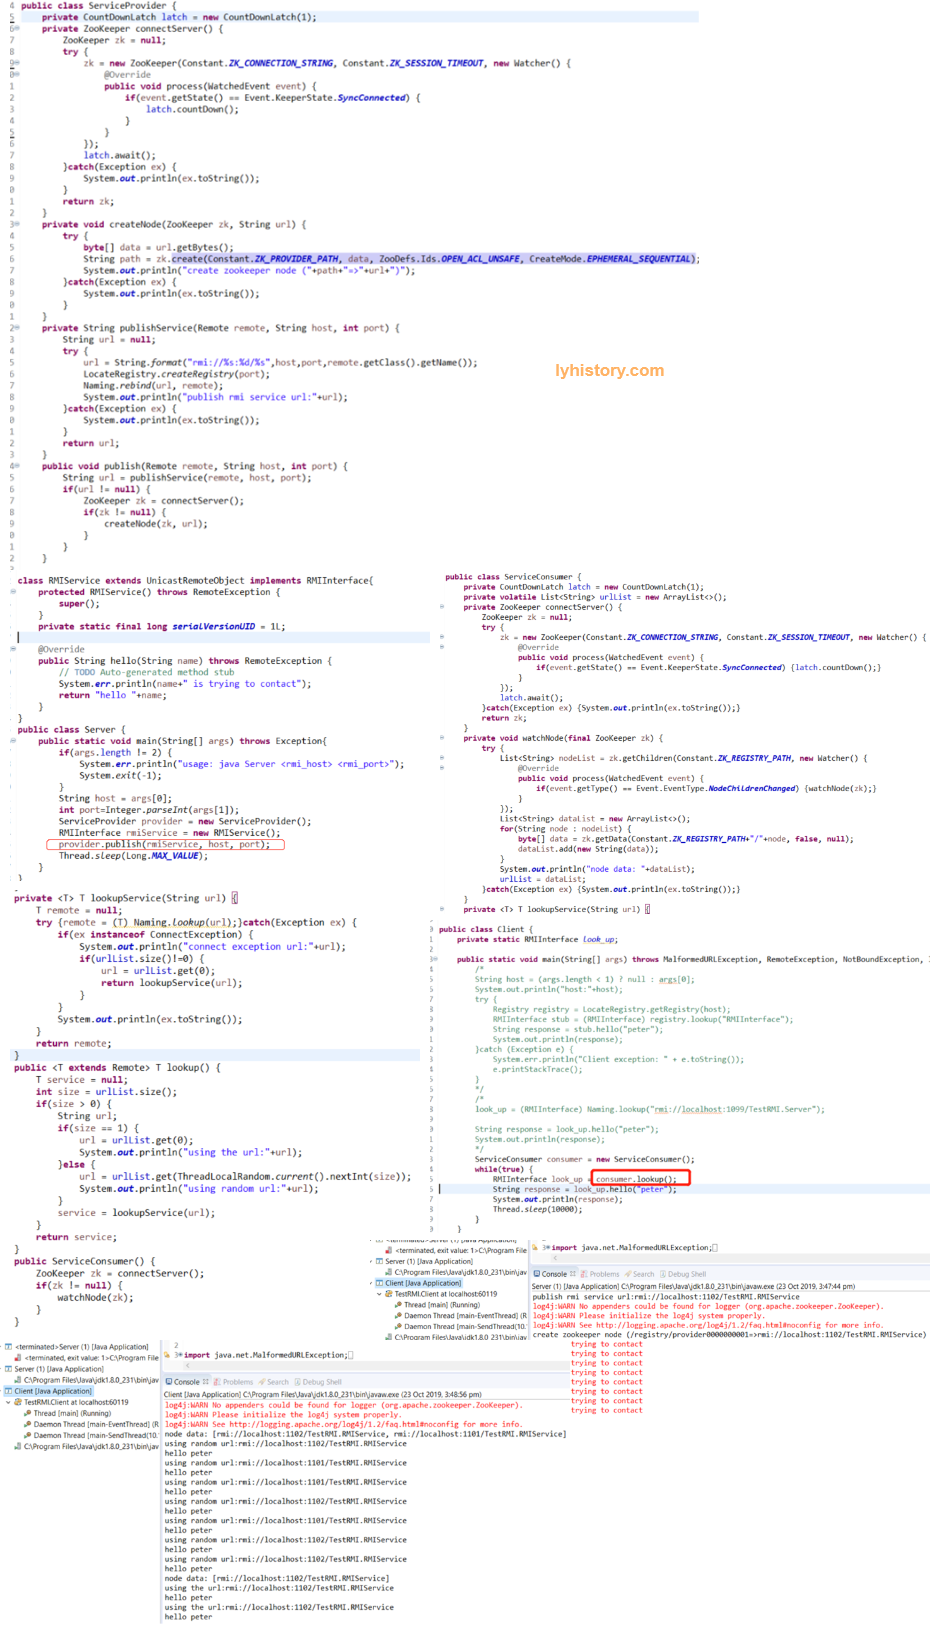 public class ServiceProvider {
private CountDownLatch latch = new CountDownLatch(1);
private ZooKeeper connectServer() {
ZooKeeper zk = null;
try {
zk = new ZooKeeper(Constant.ZK_CONNECTION_STRING, Constant.ZK_SESSION_TIMEOUT, new Watcher() {
@Override
public void process(WatchedEvent event) {
if(event.getState() == Event.KeeperState.SyncConnected) {
latch.countDown();
}
}
});
latch.await();
}catch(Exception ex) {
System.out.println(ex.toString());
}
return zk;
}
private void createNode(ZooKeeper zk, String url) {
try {
byte[] data = url.getBytes();
String path = zk.create(Constant.ZK_PROVIDER_PATH, data, ZooDefs.Ids.OPEN_ACL_UNSAFE, CreateMode.EPHEMERAL_SEQUENTIAL);
System.out.println("create zookeeper node ("+path+"=>"+url+")");
}catch(Exception ex) {
System.out.println(ex.toString());
}
}
private String publishService(Remote remote, String host, int port) {
String url = null;
try {
url = String.format("rmi://%s:%d/%s",host,port,remote.getClass().getName());
LocateRegistry.createRegistry(port);
Naming.rebind(url, remote);
System.out.println("publish rmi service url:"+url);
}catch(Exception ex) {
System.out.println(ex.toString());
}
return url;
}
public void publish(Remote remote, String host, int port) {
String url = publishService(remote, host, port);
if(url != null) {
ZooKeeper zk = connectServer();
if(zk != null) {
createNode(zk, url);
}
}
}
lyhistory.com
class RMIService extends UnicastRemoteObject implements RMIInterface{
protected RMIService() throws RemoteException {
super();
}
private static final long serialVersionUID = 1L;
@Override
public String hello(String name) throws RemoteException {
// TODO Auto-generated method stub
System.err.println(name+" is trying to contact");
return "hello "+name;
}
}
public class Server {
public static void main(String[] args) throws Exception{
if(args.length != 2) {
System.err.println("usage: java Server <rmi_host> <rmi_port>");
System.exit(-1);
}
String host = args[0];
int port=Integer.parseInt(args[1]);
ServiceProvider provider = new ServiceProvider();
RMIInterface rmiService = new RMIService();
provider.publish(rmiService, host, port);
Thread.sleep(Long.MAX_VALUE);
}
}
public class ServiceConsumer {
private CountDownLatch latch = new CountDownLatch(1);
private volatile List<String> urlList = new ArrayList<>();
private ZooKeeper connectServer() {
ZooKeeper zk = null;
try {
zk = new ZooKeeper(Constant.ZK_CONNECTION_STRING, Constant.ZK_SESSION_TIMEOUT, new Watcher() {
@Override
public void process(WatchedEvent event) {
if(event.getState() == Event.KeeperState.SyncConnected) {latch.countDown();}
}
});
latch.await();
}catch(Exception ex) {System.out.println(ex.toString());}
return zk;
}
private void watchNode(final ZooKeeper zk) {
try {
List<String> nodeList = zk.getChildren(Constant.ZK_REGISTRY_PATH, new Watcher() {
@Override
public void process(WatchedEvent event) {
if(event.getType() == Event.EventType.NodeChildrenChanged) {watchNode(zk);}
}
});
List<String> dataList = new ArrayList<>();
for(String node : nodeList) {
byte[] data = zk.getData(Constant.ZK_REGISTRY_PATH+"/"+node, false, null);
dataList.add(new String(data));
}
System.out.println("node data: "+dataList);
urlList = dataList;
}catch(Exception ex) {System.out.println(ex.toString());}
}
private <T> T lookupService(String url) {
private <T> T lookupService(String url) {
T remote = null;
try {remote = (T) Naming.lookup(url);}catch(Exception ex) {
if(ex instanceof ConnectException) {
System.out.println("connect exception url:"+url);
if(urlList.size()!=0) {
url = urlList.get(0);
return lookupService(url);
}
}
System.out.println(ex.toString());
}
return remote;
}
public <T extends Remote> T lookup() {
T service = null;
int size = urlList.size();
if(size > 0) {
String url;
if(size == 1) {
url = urlList.get(0);
System.out.println("using the url:"+url);
}else {
url = urlList.get(ThreadLocalRandom.current().nextInt(size));
System.out.println("using random url:"+url);
}
service = lookupService(url);
}
return service;
}
public ServiceConsumer() {
ZooKeeper zk = connectServer();
if(zk != null) {
watchNode(zk);
}
}
public class Client {
private static RMIInterface look_up;
public static void main(String[] args) throws MalformedURLException, RemoteException, NotBoundException,
/*
String host = (args.length < 1) ? null : args[0];
System.out.println("host:"+host);
try {
Registry registry = LocateRegistry.getRegistry(host);
RMIInterface stub = (RMIInterface) registry.lookup("RMIInterface");
String response = stub.hello("peter");
System.out.println(response);
}catch (Exception e) {
System.err.println("Client exception: " + e.toString());
e.printStackTrace();
}
*/
/*
look_up = (RMIInterface) Naming.lookup("rmi://localhost:1099/TestRMI.Server");
String response = look_up.hello("peter");
System.out.println(response);
*/
ServiceConsumer consumer = new ServiceConsumer();
while(true) {
RMIInterface look_up = consumer.lookup();
String response = look_up.hello("peter");
System.out.println(response);
Thread.sleep(10000);
}
}
<terminated>Server (1) [Java Application]
<terminated, exit value: 1>C:\Program File
Server (1) [Java Application]
C:\Program Files\Java\jdk1.8.0_231\bin\jav
Client [Java Application]
TestRMI.Client at localhost:60119
Thread [main] (Running)
Daemon Thread [main-EventThread] (R
Daemon Thread [main-SendThread(10.
C:\Program Files\Java\jdk1.8.0_231\bin\jav
3 import java.net.MalformedURLException;
Console Problems Search Debug Shell
Server (1) [Java Application] C:\Program Files\Java\jdk1.8.0_231\bin\javaw.exe (23 Oct 2019, 3:47:44 pm)
publish rmi service url:rmi://localhost:1102/TestRMI.RMIService
log4j:WARN No appenders could be found for logger (org.apache.zookeeper.ZooKeeper).
log4j:WARN Please initialize the log4j system properly.
log4j:WARN See http://logging.apache.org/log4j/1.2/faq.html#noconfig for more info.
create zookeeper node (/registry/provider0000000001=>rmi://localhost:1102/TestRMI.RMIService)
trying to contact
trying to contact
trying to contact
trying to contact
trying to contact
trying to contact
trying to contact
trying to contact
<terminated>Server (1) [Java Application]
<terminated, exit value: 1>C:\Program File
Server (1) [Java Application]
C:\Program Files\Java\jdk1.8.0_231\bin\jav
Client [Java Application]
TestRMI.Client at localhost:60119
Thread [main] (Running)
Daemon Thread [main-EventThread] (R
Daemon Thread [main-SendThread(10.
C:\Program Files\Java\jdk1.8.0_231\bin\jav
2
3 import java.net.MalformedURLException;
Console Problems Search Debug Shell
Client [Java Application] C:\Program Files\Java\jdk1.8.0_231\bin\javaw.exe (23 Oct 2019, 3:48:56 pm)
log4j:WARN No appenders could be found for logger (org.apache.zookeeper.ZooKeeper).
log4j:WARN Please initialize the log4j system properly.
log4j:WARN See http://logging.apache.org/log4j/1.2/faq.html#noconfig for more info.
node data: [rmi://localhost:1102/TestRMI.RMIService, rmi://localhost:1101/TestRMI.RMIService]
using random url:rmi://localhost:1102/TestRMI.RMIService
hello peter
using random url:rmi://localhost:1101/TestRMI.RMIService
hello peter
using random url:rmi://localhost:1101/TestRMI.RMIService
hello peter
using random url:rmi://localhost:1102/TestRMI.RMIService
hello peter
using random url:rmi://localhost:1101/TestRMI.RMIService
hello peter
using random url:rmi://localhost:1102/TestRMI.RMIService
hello peter
using random url:rmi://localhost:1102/TestRMI.RMIService
hello peter
node data: [rmi://localhost:1102/TestRMI.RMIService]
using the url:rmi://localhost:1102/TestRMI.RMIService
hello peter
using the url:rmi://localhost:1102/TestRMI.RMIService
hello peter